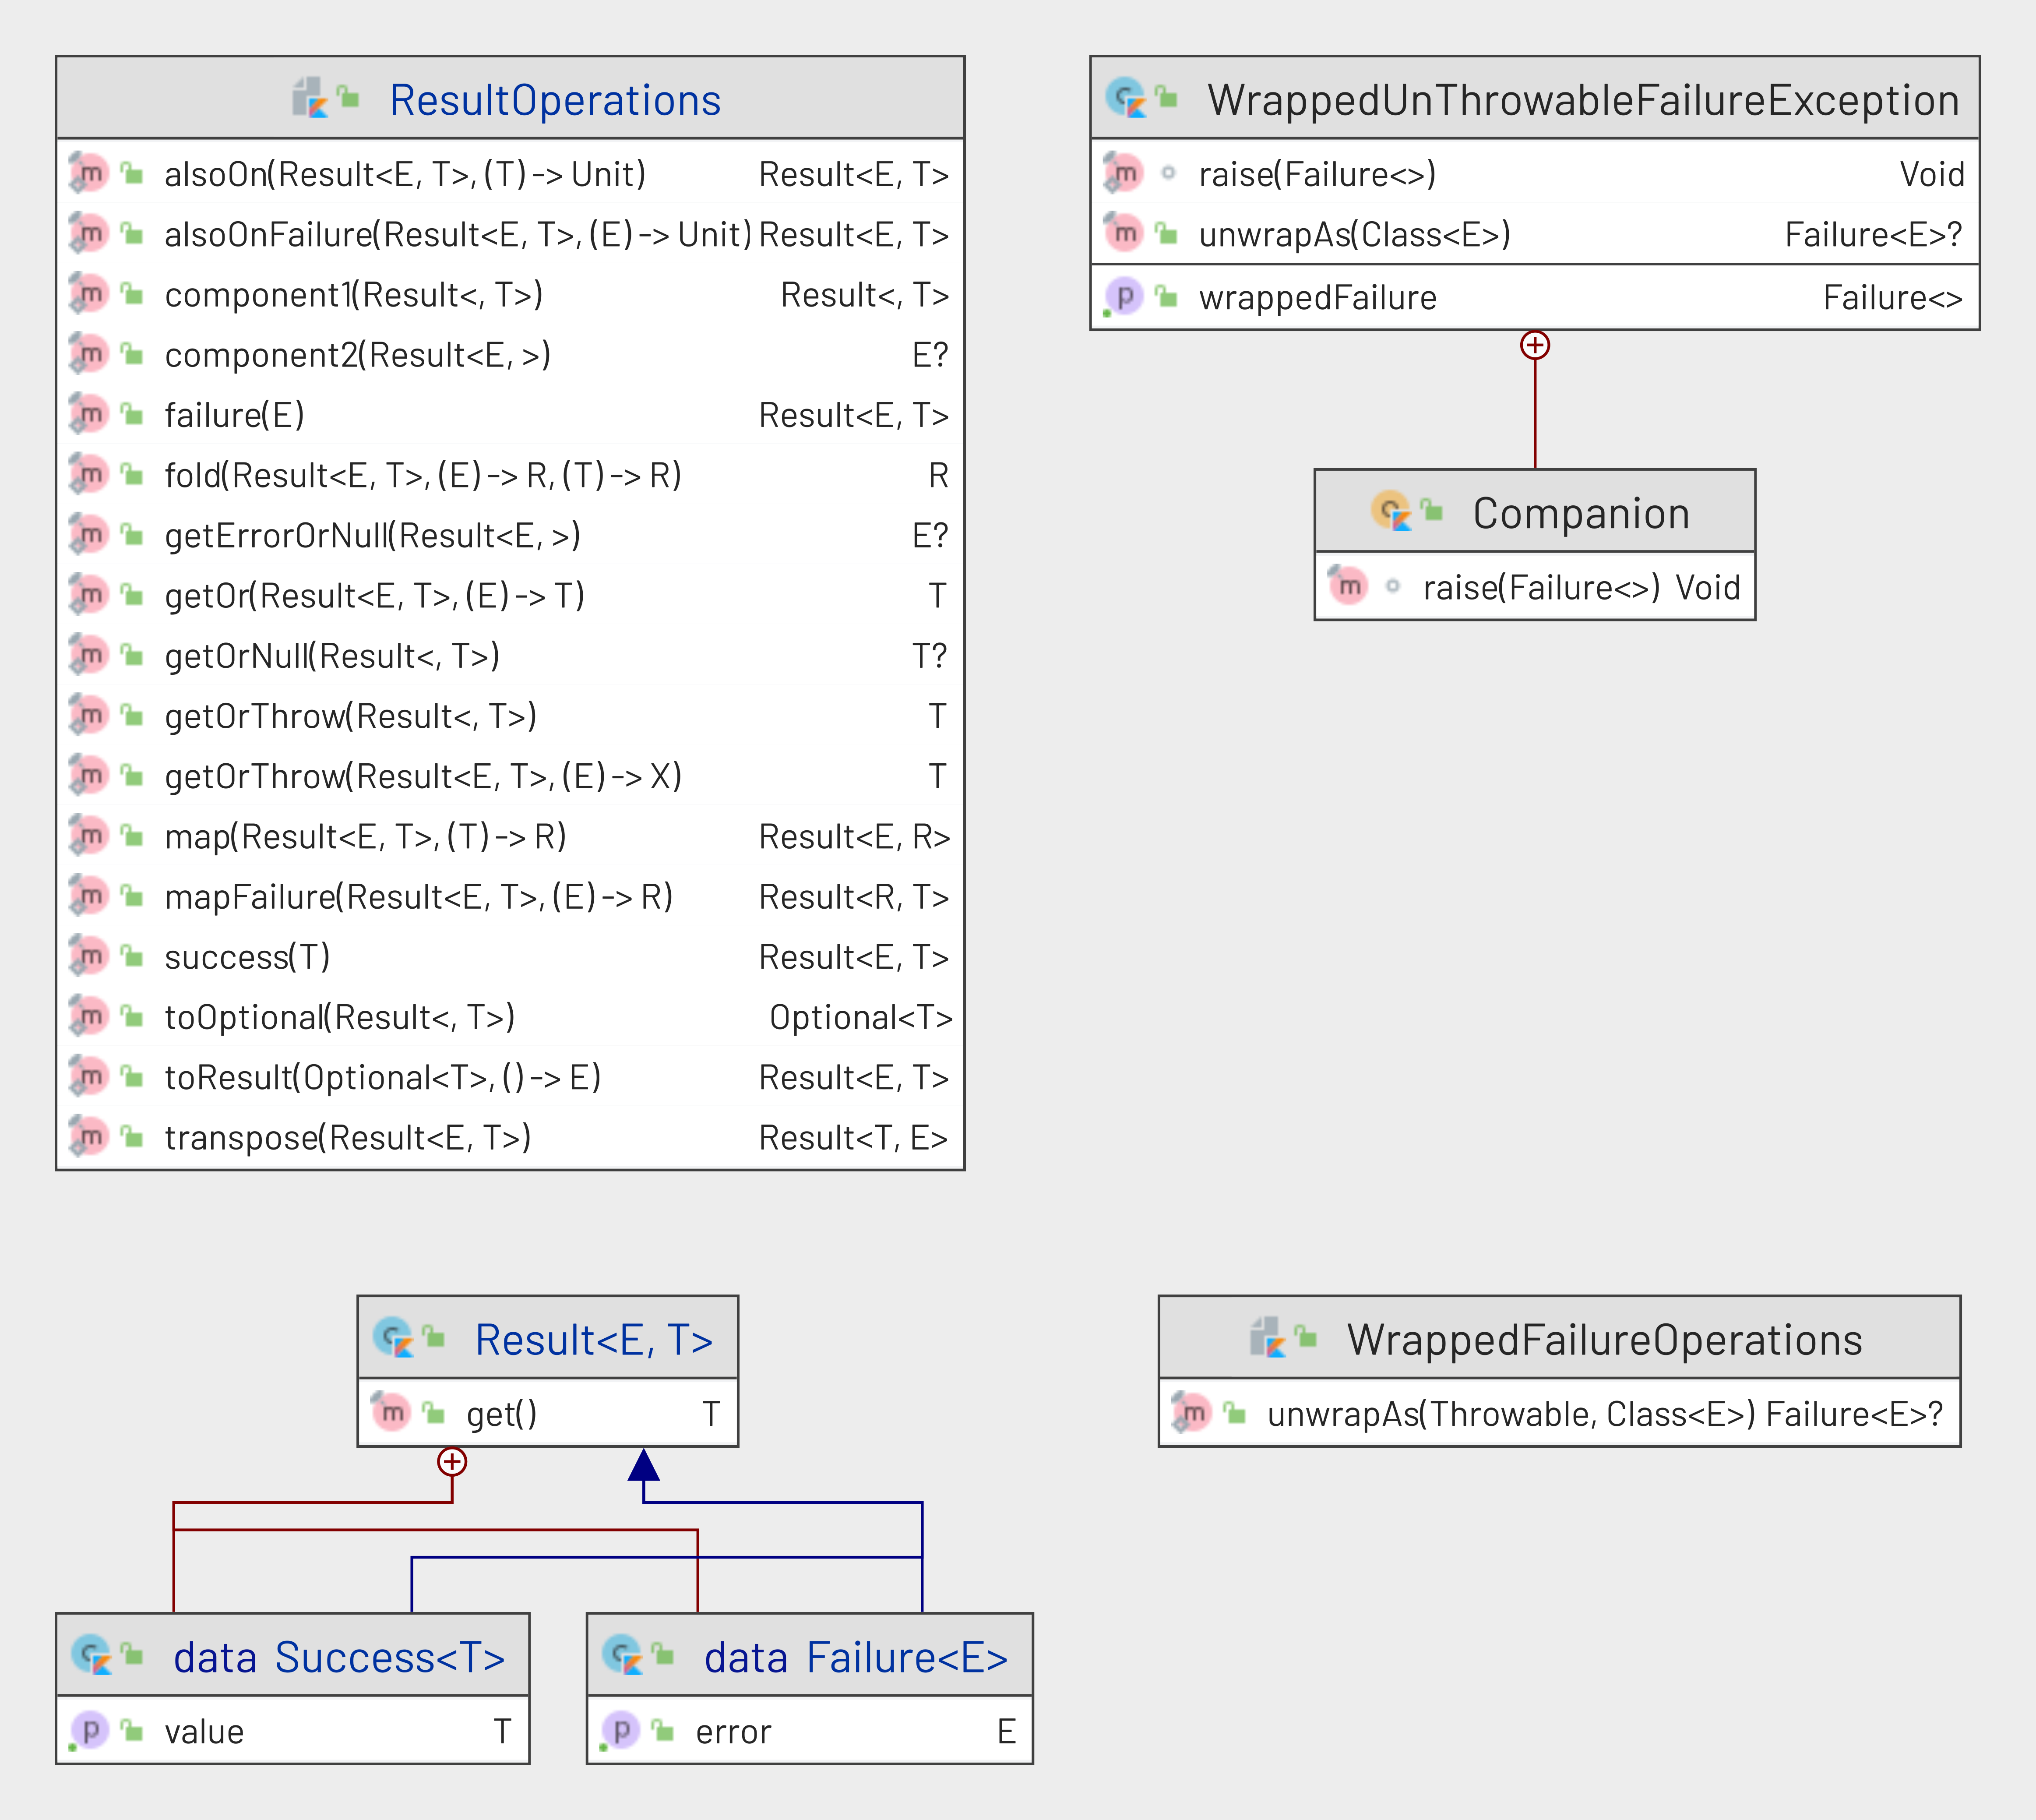 ResultOperations
alsoOn(Result<E, T>, (T) -> Unit) Result<E, T>
alsoOnFailure(Result<E, T>, (E) -> Unit) Result<E, T>
component1(Result<, T>) Result<, T>
component2(Result<E, >) E?
failure(E) Result<E, T>
fold(Result<E, T>, (E) -> R, (T) -> R) R
getErrorOrNull(Result<E, >) E?
getOr(Result<E, T>, (E) -> T) T
getOrNull(Result<, T>) T?
getOrThrow(Result<, T>) T
getOrThrow(Result<E, T>, (E) -> X) T
map(Result<E, T>, (T) -> R) Result<E, R>
mapFailure(Result<E, T>, (E) -> R) Result<R, T>
success(T) Result<E, T>
toOptional(Result<, T>) Optional<T>
toResult(Optional<T>, () -> E) Result<E, T>
transpose(Result<E, T>) Result<T, E>
WrappedUnThrowableFailureException
raise(Failure<>) Void
unwrapAs(Class<E>) Failure<E>?
wrappedFailure Failure<>
Companion
raise(Failure<>) Void
Result<E, T>
get() T
WrappedFailureOperations
unwrapAs(Throwable, Class<E>) Failure<E>?
data Success<T>
value T
data Failure<E>
error E